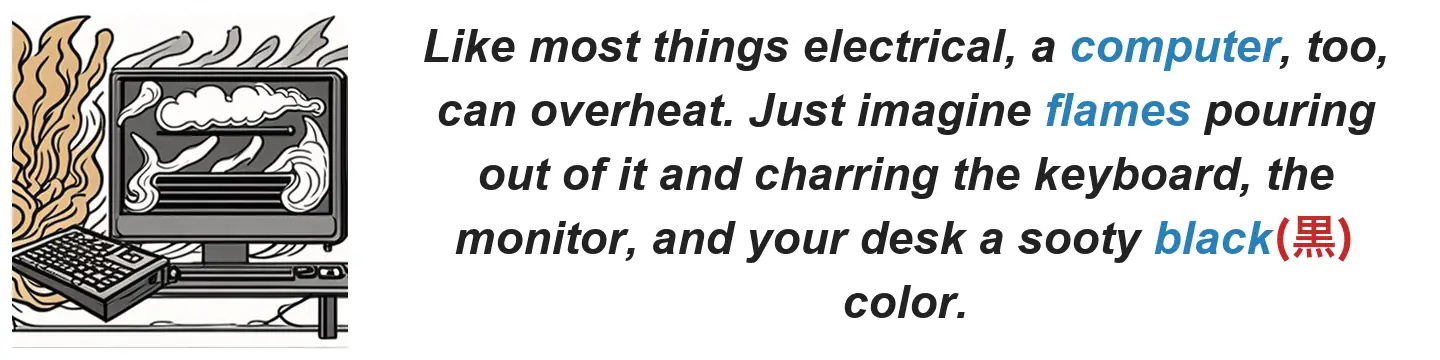 Like most things electrical, a computer, too,
can overheat. Just imagine flames pouring
out of it and charring the keyboard, the
monitor, and your desk a sooty black(黒)
color.